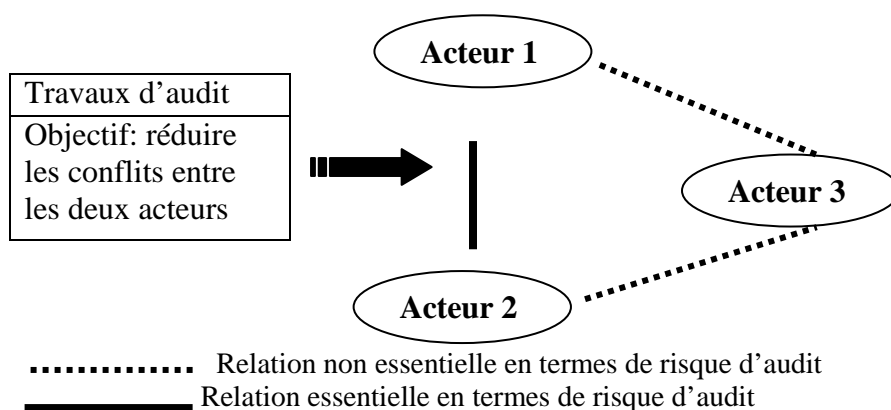 Acteur 1
Travaux d’audit
Objectif: réduire
les conflits entre
les deux acteurs
Acteur 3
Acteur 2
Relation non essentielle en termes de risque d’audit
Relation essentielle en termes de risque d’audit